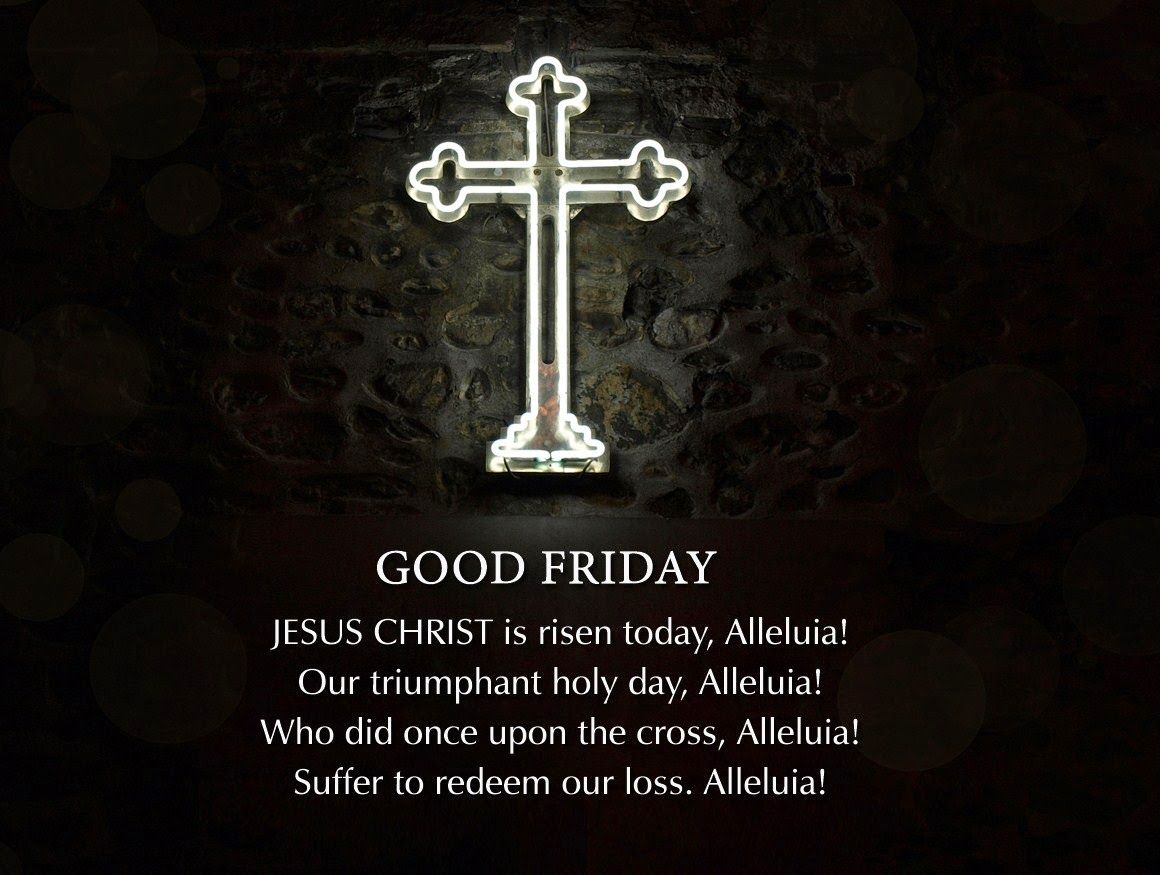 GOOD FRIDAY
JESUS CHRIST is risen today, Alleluia!
Our triumphant holy day, Alleluia!
Who did once upon the cross, Alleluia!
Suffer to redeem our loss. Alleluia!